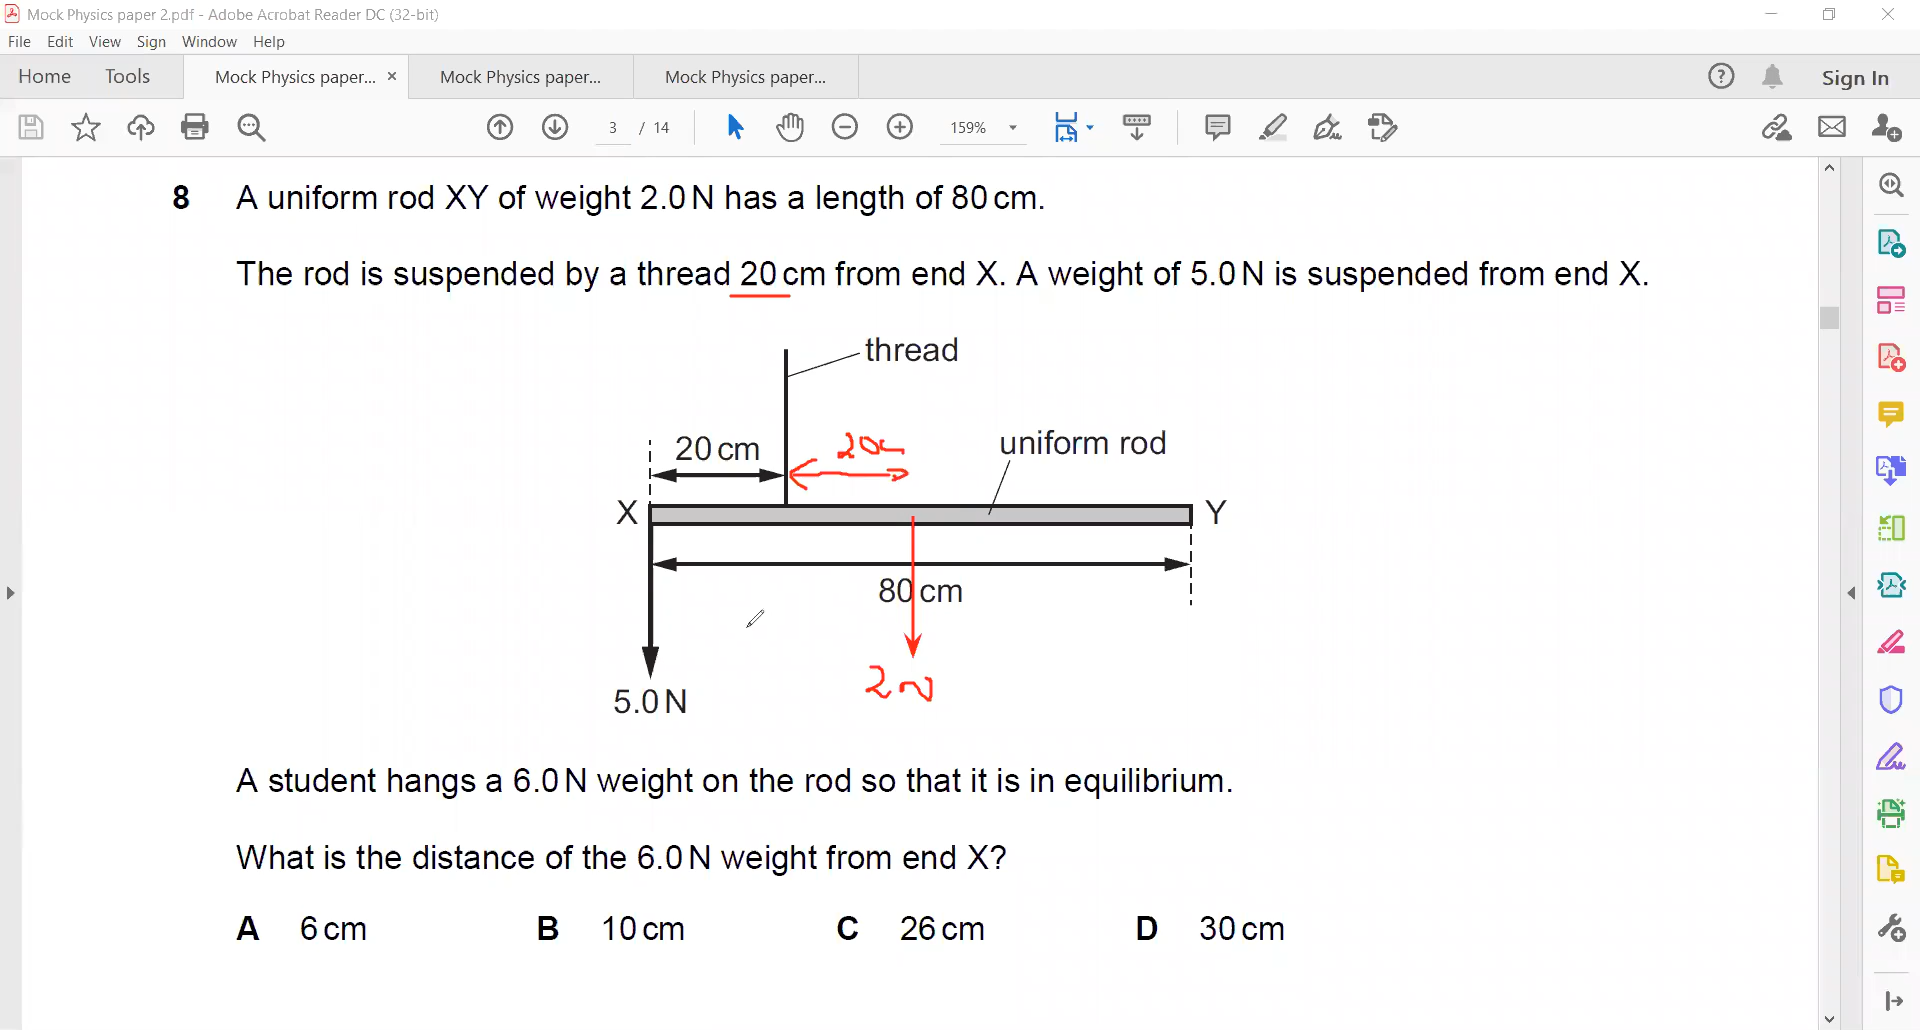 Mock Physics paper 2.pdf - Adobe Acrobat Reader DC (32-bit)
File Edit View Sign Window Help
Home Tools Mock Physics paper... × Mock Physics paper... Mock Physics paper... Sign In
3 / 14 159%
8 A uniform rod XY of weight 2.0 N has a length of 80 cm.
The rod is suspended by a thread 20 cm from end X. A weight of 5.0 N is suspended from end X.
thread
20 cm 20cm uniform rod
X Y
80 cm
2N
5.0 N
A student hangs a 6.0 N weight on the rod so that it is in equilibrium.
What is the distance of the 6.0 N weight from end X?
A 6 cm B 10 cm C 26 cm D 30 cm